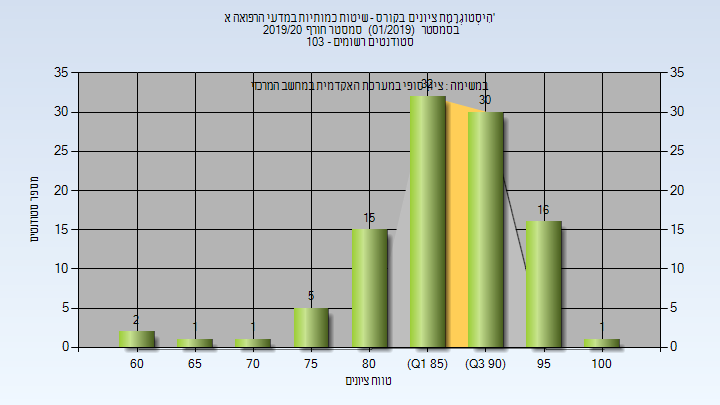 היִסְטוֹגְרָמַת ציונים בקורס - שיטות כמותיות במדעי הרפואה א'
בסמסטר (01/2019) סמסטר חורף 2019/20
סטודנטים רשומים - 103
במשימה : ציון סופי במערכת האקדמית במחשב המרכזי
35 35
30 30
25 25
20 20
15 15
10 10
5 5
0 0
2 1 1 5 15 32 30 16 1
מספר סטודנטים
60 65 70 75 80 (Q1 85) (Q3 90) 95 100
טווח ציונים